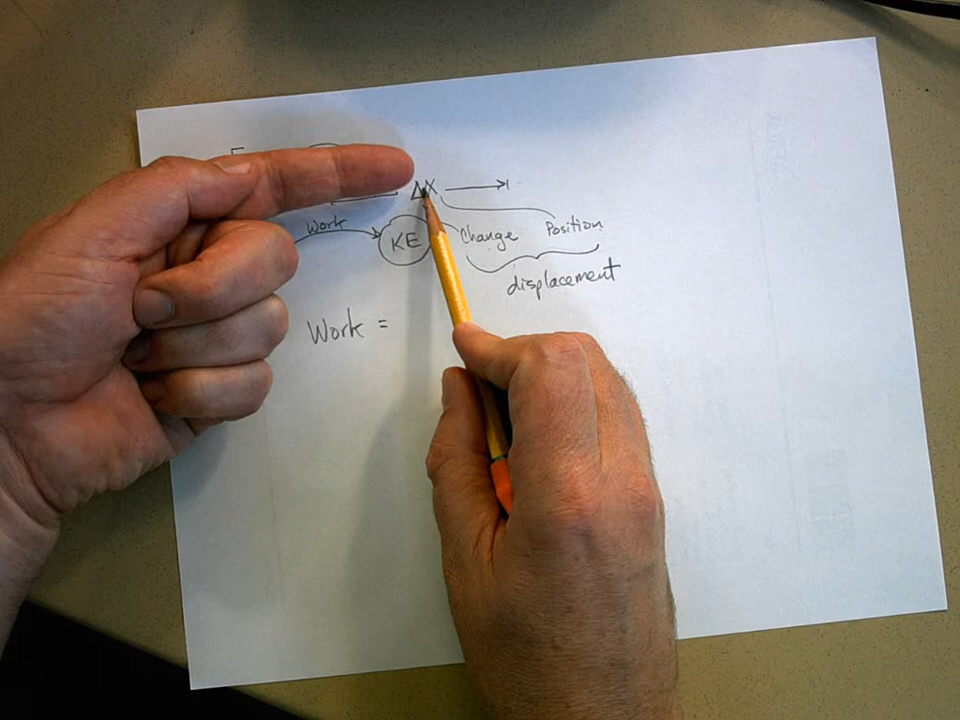 F
Δx
Work
KE
Change
Position
displacement
Work =